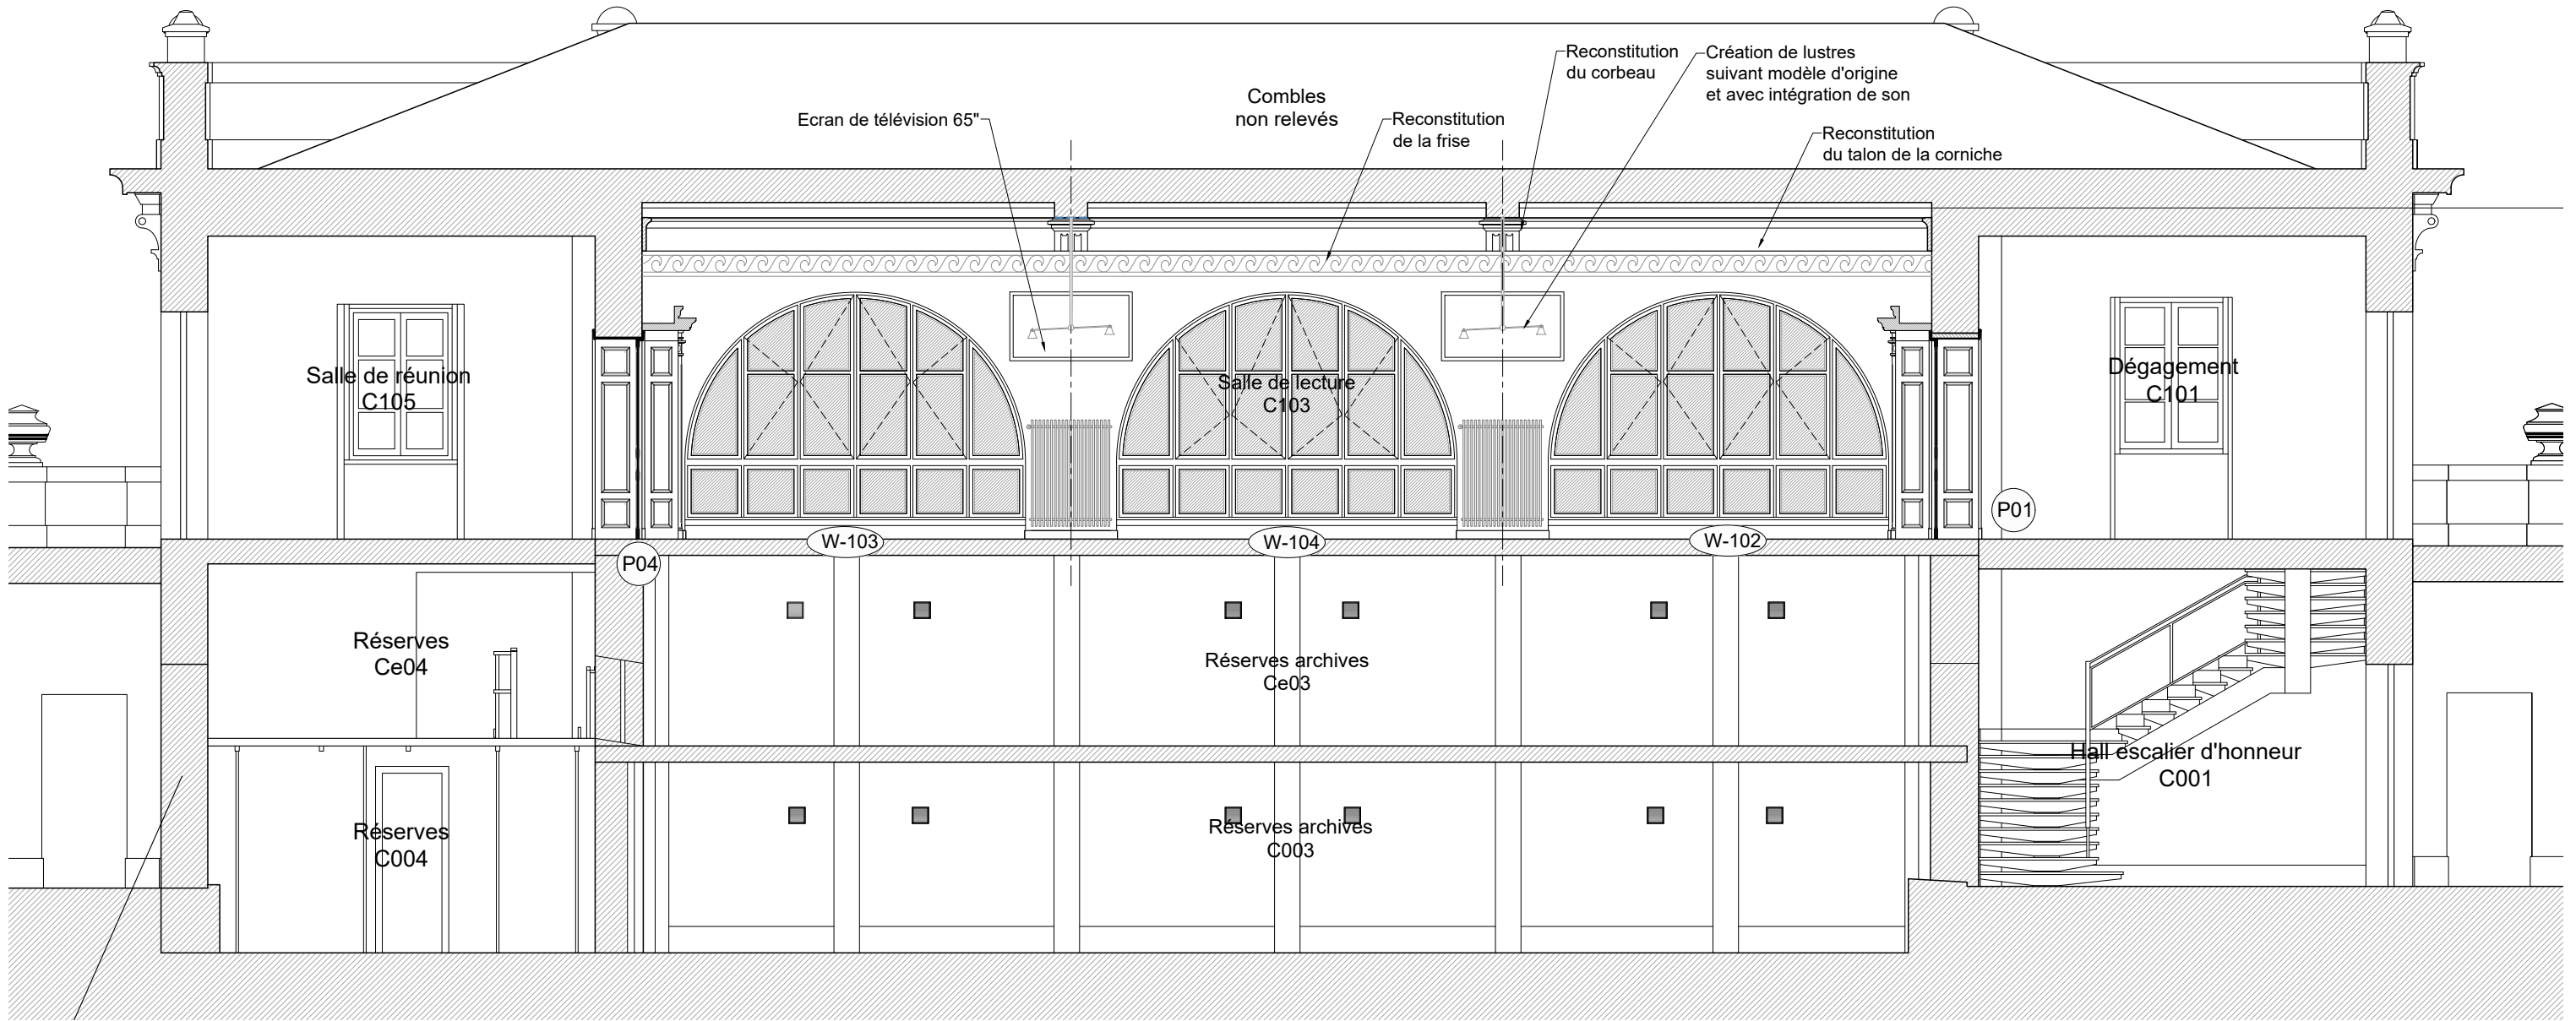 Reconstitution
du corbeau
Création de lustres
suivant modèle d'origine
et avec intégration de son
Combles
non relevés
Ecran de télévision 65"
Reconstitution
de la frise
Reconstitution
du talon de la corniche
Salle de réunion
C105
Salle de lecture
C103
Dégagement
C101
P01
W-103
W-104
W-102
P04
Réserves
Ce04
Réserves archives
Ce03
Hall escalier d'honneur
C001
Réserves
C004
Réserves archives
C003